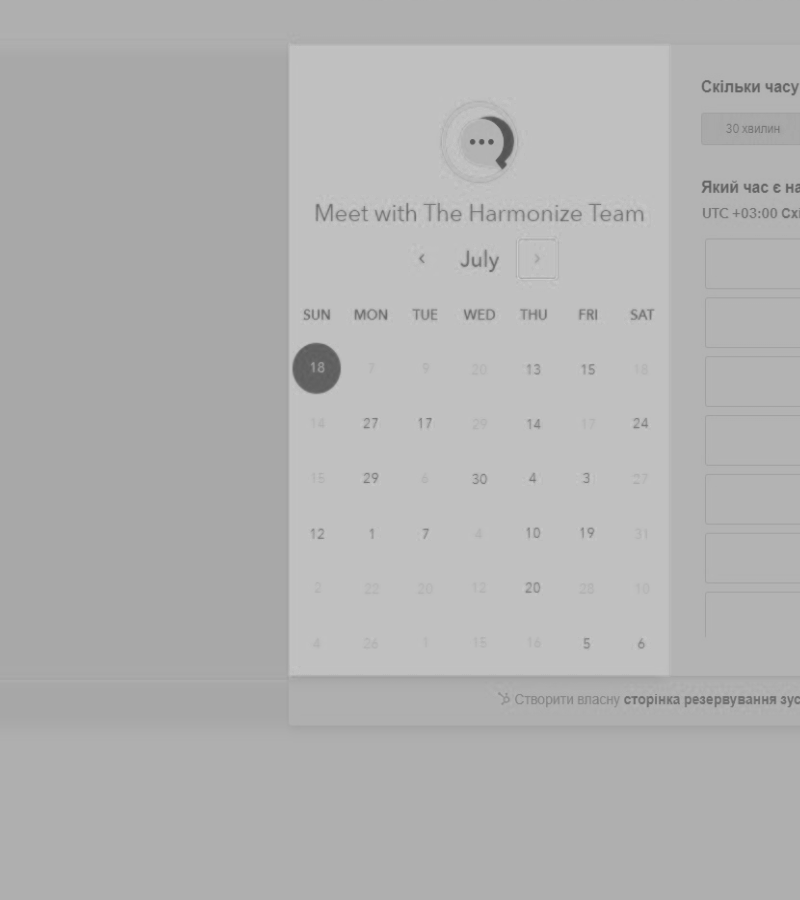 Meet with The Harmonize Team
July
SUN MON TUE WED THU FRI SAT
18 7 9 20 13 15 18
14 27 17 29 14 17 24
15 29 6 30 4 3 27
12 1 7 4 10 19 31
2 22 20 12 20 28 10
4 26 1 15 16 5 6
Скільки часу
30 хвилин
Який час є на
UTC +03:00 Схі
Створити власну сторінка резервування зус